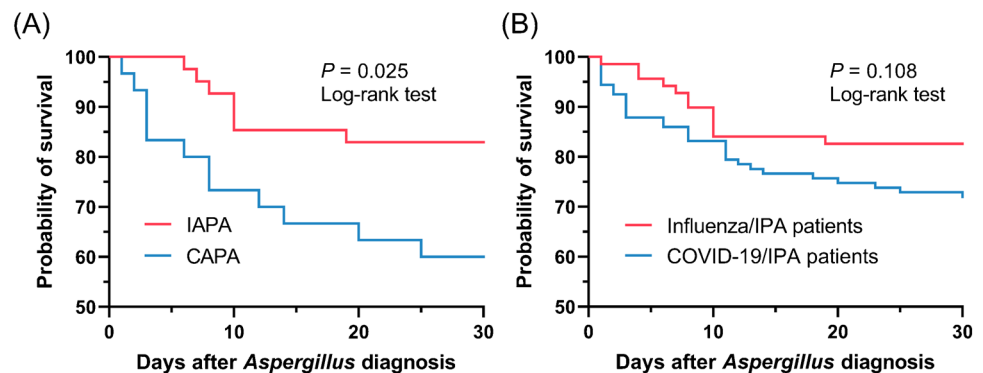 (A)
Probability of survival
100
90
80
70
60
50
P = 0.025
Log-rank test
IAPA
CAPA
0
10
20
30
Days after Aspergillus diagnosis
(B)
Probability of survival
100
90
80
70
60
50
P = 0.108
Log-rank test
Influenza/IPA patients
COVID-19/IPA patients
0
10
20
30
Days after Aspergillus diagnosis